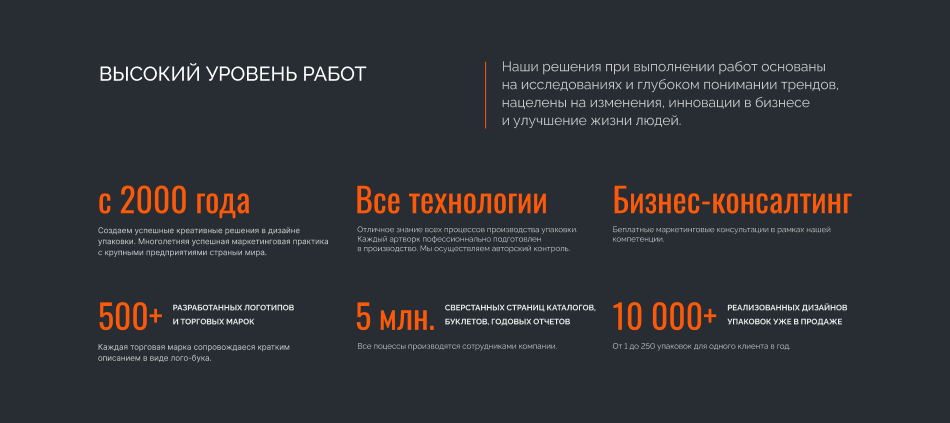 ВЫСОКИЙ УРОВЕНЬ РАБОТ
Наши решения при выполнении работ основаны
на исследованиях и глубоком понимании трендов,
нацелены на изменения, инновации в бизнесе
и улучшение жизни людей.
с 2000 года
Создаем успешные креативные решения в дизайне
упаковки. Многолетняя успешная маркетинговая практика
с крупными предприятиями страны и мира.
Все технологии
Отличное знание всех процессов производства упаковки.
Каждый артворк пофессионнально подготовлен
в производство. Мы осуществляем авторский контроль.
Бизнес-консалтинг
Беплатные маркетинговые консультации в рамках нашей
компетенции.
500+
РАЗРАБОТАННЫХ ЛОГОТИПОВ
И ТОРГОВЫХ МАРОК
Каждая торговая марка сопровождаеся кратким
описанием в виде лого-бука.
5 млн.
СВЕРСТАННЫХ СТРАНИЦ КАТАЛОГОВ,
БУКЛЕТОВ, ГОДОВЫХ ОТЧЕТОВ
Все поцессы производятся сотрудниками компании.
10 000+
РЕАЛИЗОВАННЫХ ДИЗАЙНОВ
УПАКОВОК УЖЕ В ПРОДАЖЕ
От 1 до 250 упаковок для одного клиента в год.